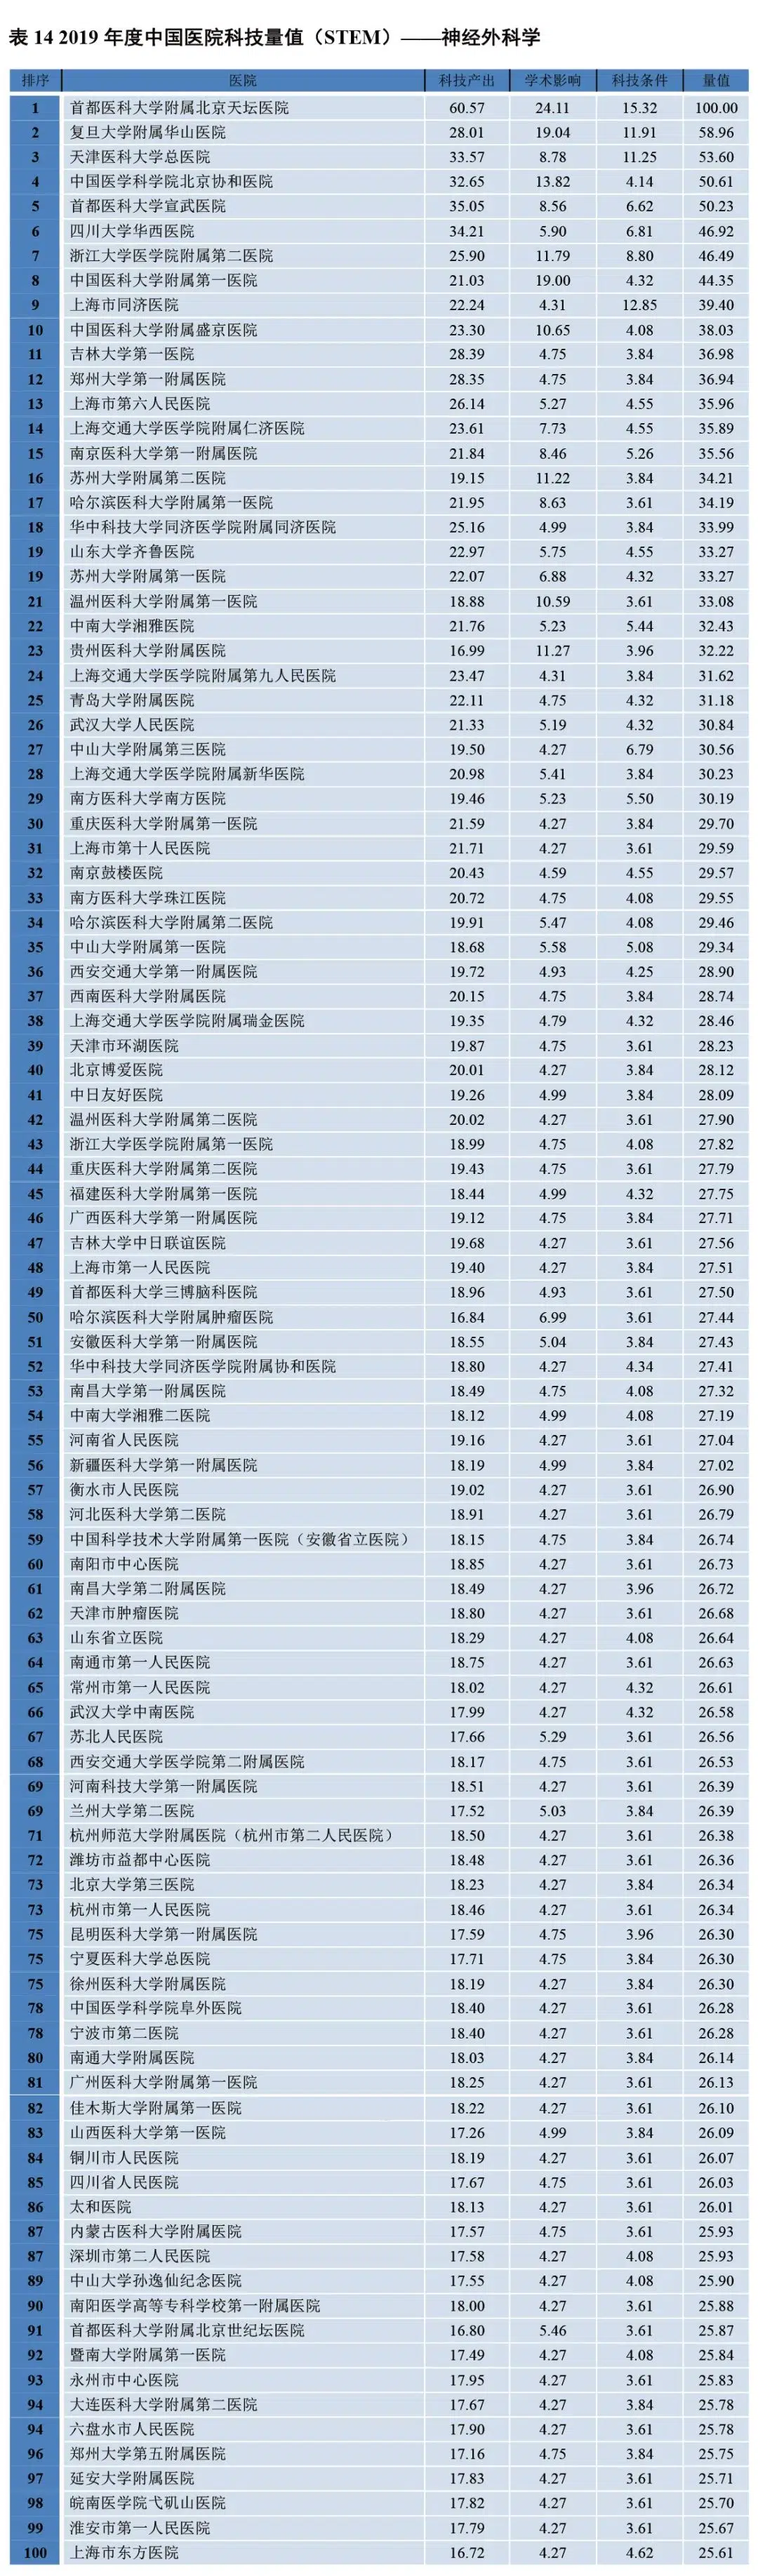 表 14 2019 年度中国医院科技量值（STEM）——神经外科学
排序 医院 科技产出 学术影响 科技条件 量值
1 首都医科大学附属北京天坛医院 60.57 24.11 15.32 100.00
2 复旦大学附属华山医院 28.01 19.04 11.91 58.96
3 天津医科大学总医院 33.57 8.78 11.25 53.60
4 中国医学科学院北京协和医院 32.65 13.82 4.14 50.61
5 首都医科大学宣武医院 35.05 8.56 6.62 50.23
6 四川大学华西医院 34.21 5.90 6.81 46.92
7 浙江大学医学院附属第二医院 25.90 11.79 8.80 46.49
8 中国医科大学附属第一医院 21.03 19.00 4.32 44.35
9 上海市同济医院 22.24 4.31 12.85 39.40
10 中国医科大学附属盛京医院 23.30 10.65 4.08 38.03
11 吉林大学第一医院 28.39 4.75 3.84 36.98
12 郑州大学第一附属医院 28.35 4.75 3.84 36.94
13 上海市第六人民医院 26.14 5.27 4.55 35.96
14 上海交通大学医学院附属仁济医院 23.61 7.73 4.55 35.89
15 南京医科大学第一附属医院 21.84 8.46 5.26 35.56
16 苏州大学附属第二医院 19.15 11.22 3.84 34.21
17 哈尔滨医科大学附属第一医院 21.95 8.63 3.61 34.19
18 华中科技大学同济医学院附属同济医院 25.16 4.99 3.84 33.99
19 山东大学齐鲁医院 22.97 5.75 4.55 33.27
19 苏州大学附属第一医院 22.07 6.88 4.32 33.27
21 温州医科大学附属第一医院 18.88 10.59 3.61 33.08
22 中南大学湘雅医院 21.76 5.23 5.44 32.43
23 贵州医科大学附属医院 16.99 11.27 3.96 32.22
24 上海交通大学医学院附属第九人民医院 23.47 4.31 3.84 31.62
25 青岛大学附属医院 22.11 4.75 4.32 31.18
26 武汉大学人民医院 21.33 5.19 4.32 30.84
27 中山大学附属第三医院 19.50 4.27 6.79 30.56
28 上海交通大学医学院附属新华医院 20.98 5.41 3.84 30.23
29 南方医科大学南方医院 19.46 5.23 5.50 30.19
30 重庆医科大学附属第一医院 21.59 4.27 3.84 29.70
31 上海市第十人民医院 21.71 4.27 3.61 29.59
32 南京鼓楼医院 20.43 4.59 4.55 29.57
33 南方医科大学珠江医院 20.72 4.75 4.08 29.55
34 哈尔滨医科大学附属第二医院 19.91 5.47 4.08 29.46
35 中山大学附属第一医院 18.68 5.58 5.08 29.34
36 西安交通大学第一附属医院 19.72 4.93 4.25 28.90
37 西南医科大学附属医院 20.15 4.75 3.84 28.74
38 上海交通大学医学院附属瑞金医院 19.35 4.79 4.32 28.46
39 天津市环湖医院 19.87 4.75 3.61 28.23
40 北京博爱医院 20.01 4.27 3.84 28.12
41 中日友好医院 19.26 4.99 3.84 28.09
42 温州医科大学附属第二医院 20.02 4.27 3.61 27.90
43 浙江大学医学院附属第一医院 18.99 4.75 4.08 27.82
44 重庆医科大学附属第二医院 19.43 4.75 3.61 27.79
45 福建医科大学附属第一医院 18.44 4.99 4.32 27.75
46 广西医科大学第一附属医院 19.12 4.75 3.84 27.71
47 吉林大学中日联谊医院 19.68 4.27 3.61 27.56
48 上海市第一人民医院 19.40 4.27 3.84 27.51
49 首都医科大学三博脑科医院 18.96 4.93 3.61 27.50
50 哈尔滨医科大学附属肿瘤医院 16.84 6.99 3.61 27.44
51 安徽医科大学第一附属医院 18.55 5.04 3.84 27.43
52 华中科技大学同济医学院附属协和医院 18.80 4.27 4.34 27.41
53 南昌大学第一附属医院 18.49 4.75 4.08 27.32
54 中南大学湘雅二医院 18.12 4.99 4.08 27.19
55 河南省人民医院 19.16 4.27 3.61 27.04
56 新疆医科大学第一附属医院 18.19 4.99 3.84 27.02
57 衡水市人民医院 19.02 4.27 3.61 26.90
58 河北医科大学第二医院 18.91 4.27 3.61 26.79
59 中国科学技术大学附属第一医院（安徽省立医院） 18.15 4.75 3.84 26.74
60 南阳市中心医院 18.85 4.27 3.61 26.73
61 南昌大学第二附属医院 18.49 4.27 3.96 26.72
62 天津市肿瘤医院 18.80 4.27 3.61 26.68
63 山东省立医院 18.29 4.27 4.08 26.64
64 南通市第一人民医院 18.75 4.27 3.61 26.63
65 常州市第一人民医院 18.02 4.27 4.32 26.61
66 武汉大学中南医院 17.99 4.27 4.32 26.58
67 苏北人民医院 17.66 5.29 3.61 26.56
68 西安交通大学医学院第二附属医院 18.17 4.75 3.61 26.53
69 河南科技大学第一附属医院 18.51 4.27 3.61 26.39
69 兰州大学第二医院 17.52 5.03 3.84 26.39
71 杭州师范大学附属医院（杭州市第二人民医院） 18.50 4.27 3.61 26.38
72 潍坊市益都中心医院 18.48 4.27 3.61 26.36
73 北京大学第三医院 18.23 4.27 3.84 26.34
73 杭州市第一人民医院 18.46 4.27 3.61 26.34
75 昆明医科大学第一附属医院 17.59 4.75 3.96 26.30
75 宁夏医科大学总医院 17.71 4.75 3.84 26.30
75 徐州医科大学附属医院 18.19 4.27 3.84 26.30
78 中国医学科学院阜外医院 18.40 4.27 3.61 26.28
78 宁波市第二医院 18.40 4.27 3.61 26.28
80 南通大学附属医院 18.03 4.27 3.84 26.14
81 广州医科大学附属第一医院 18.25 4.27 3.61 26.13
82 佳木斯大学附属第一医院 18.22 4.27 3.61 26.10
83 山西医科大学第一医院 17.26 4.99 3.84 26.09
84 铜川市人民医院 18.19 4.27 3.61 26.07
85 四川省人民医院 17.67 4.75 3.61 26.03
86 太和医院 18.13 4.27 3.61 26.01
87 内蒙古医科大学附属医院 17.57 4.75 3.61 25.93
87 深圳市第二人民医院 17.58 4.27 4.08 25.93
89 中山大学孙逸仙纪念医院 17.55 4.27 4.08 25.90
90 南阳医学高等专科学校第一附属医院 18.00 4.27 3.61 25.88
91 首都医科大学附属北京世纪坛医院 16.80 5.46 3.61 25.87
92 暨南大学附属第一医院 17.49 4.27 4.08 25.84
93 永州市中心医院 17.95 4.27 3.61 25.83
94 大连医科大学附属第二医院 17.67 4.27 3.84 25.78
94 六盘水市人民医院 17.90 4.27 3.61 25.78
96 郑州大学第五附属医院 17.16 4.75 3.84 25.75
97 延安大学附属医院 17.83 4.27 3.61 25.71
98 皖南医学院弋矶山医院 17.82 4.27 3.61 25.70
99 淮安市第一人民医院 17.79 4.27 3.61 25.67
100 上海市东方医院 16.72 4.27 4.62 25.61